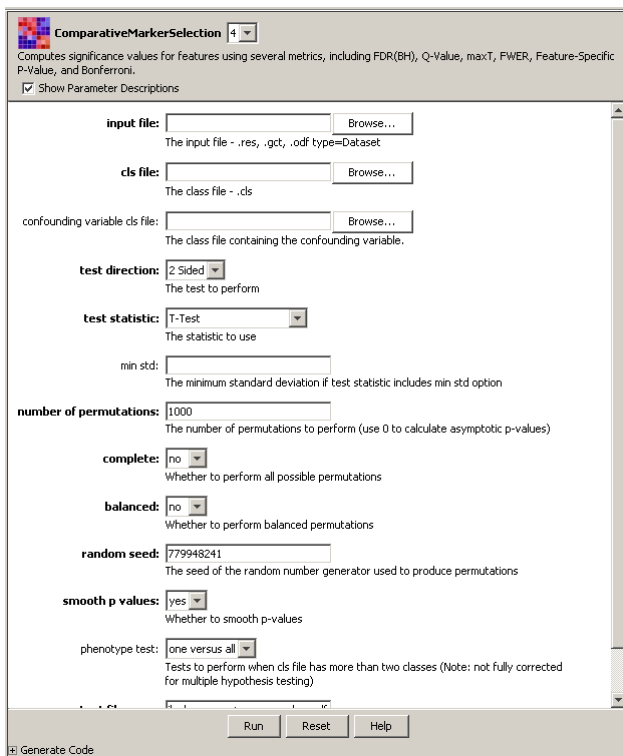 ComparativeMarkerSelection 4
Computes significance values for features using several metrics, including FDR(BH), Q-Value, maxT, FWER, Feature-Specific
P-Value, and Bonferroni.
Show Parameter Descriptions
input file: Browse...
The input file - .res, .gct, .odf type=Dataset
cls file: Browse...
The class file - .cls
confounding variable cls file: Browse...
The class file containing the confounding variable.
test direction: 2 Sided
The test to perform
test statistic: T-Test
The statistic to use
min std:
The minimum standard deviation if test statistic includes min std option
number of permutations: 1000
The number of permutations to perform (use 0 to calculate asymptotic p-values)
complete: no
Whether to perform all possible permutations
balanced: no
Whether to perform balanced permutations
random seed: 779948241
The seed of the random number generator used to produce permutations
smooth p values: yes
Whether to smooth p-values
phenotype test: one versus all
Tests to perform when cls file has more than two classes (Note: not fully corrected
for multiple hypothesis testing)
Run Reset Help
Generate Code